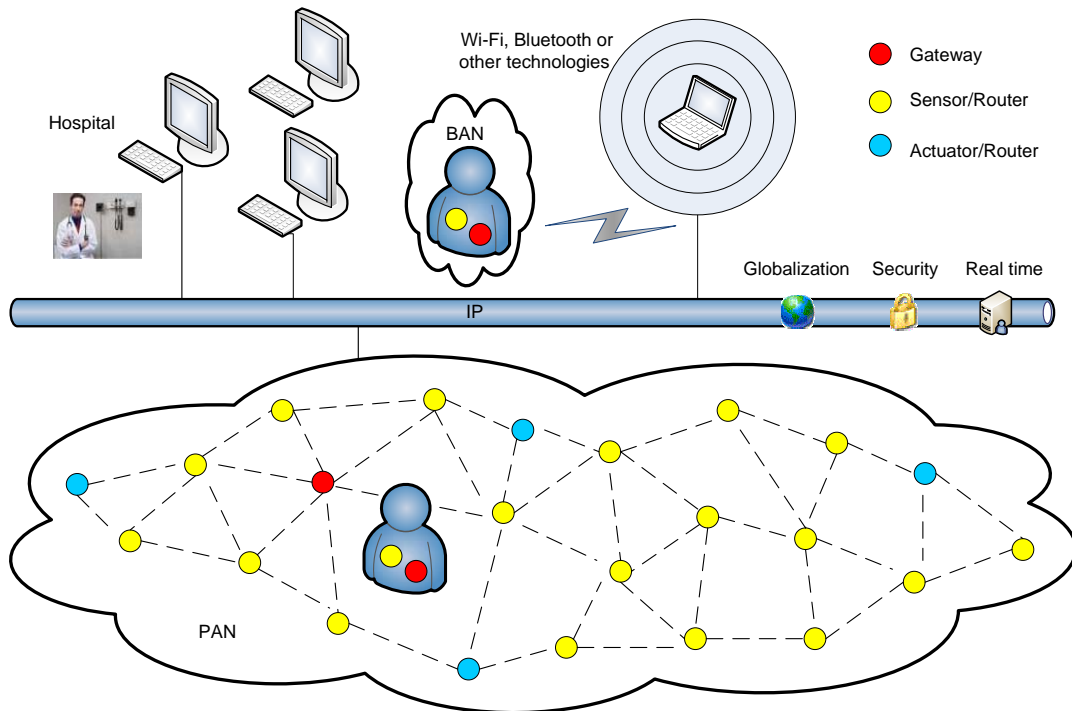 Wi-Fi, Bluetooth or
other technologies
Gateway
Sensor/Router
Actuator/Router
Hospital
BAN
Globalization
Security
Real time
IP
PAN